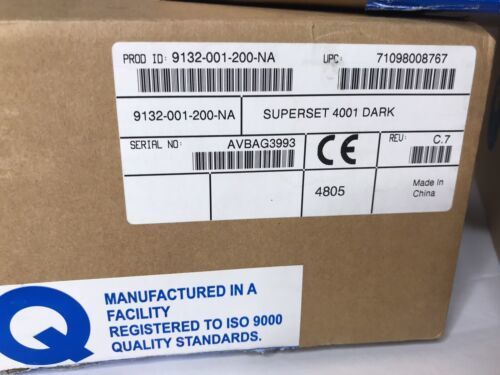 PROD ID: 9132-001-200-NA UPC: 71098008767
9132-001-200-NA SUPERSET 4001 DARK
SERIAL NO: AVBAG3993 CE REV: C.7
4805 Made In
China
Q
MANUFACTURED IN A
FACILITY
REGISTERED TO ISO 9000
QUALITY STANDARDS.